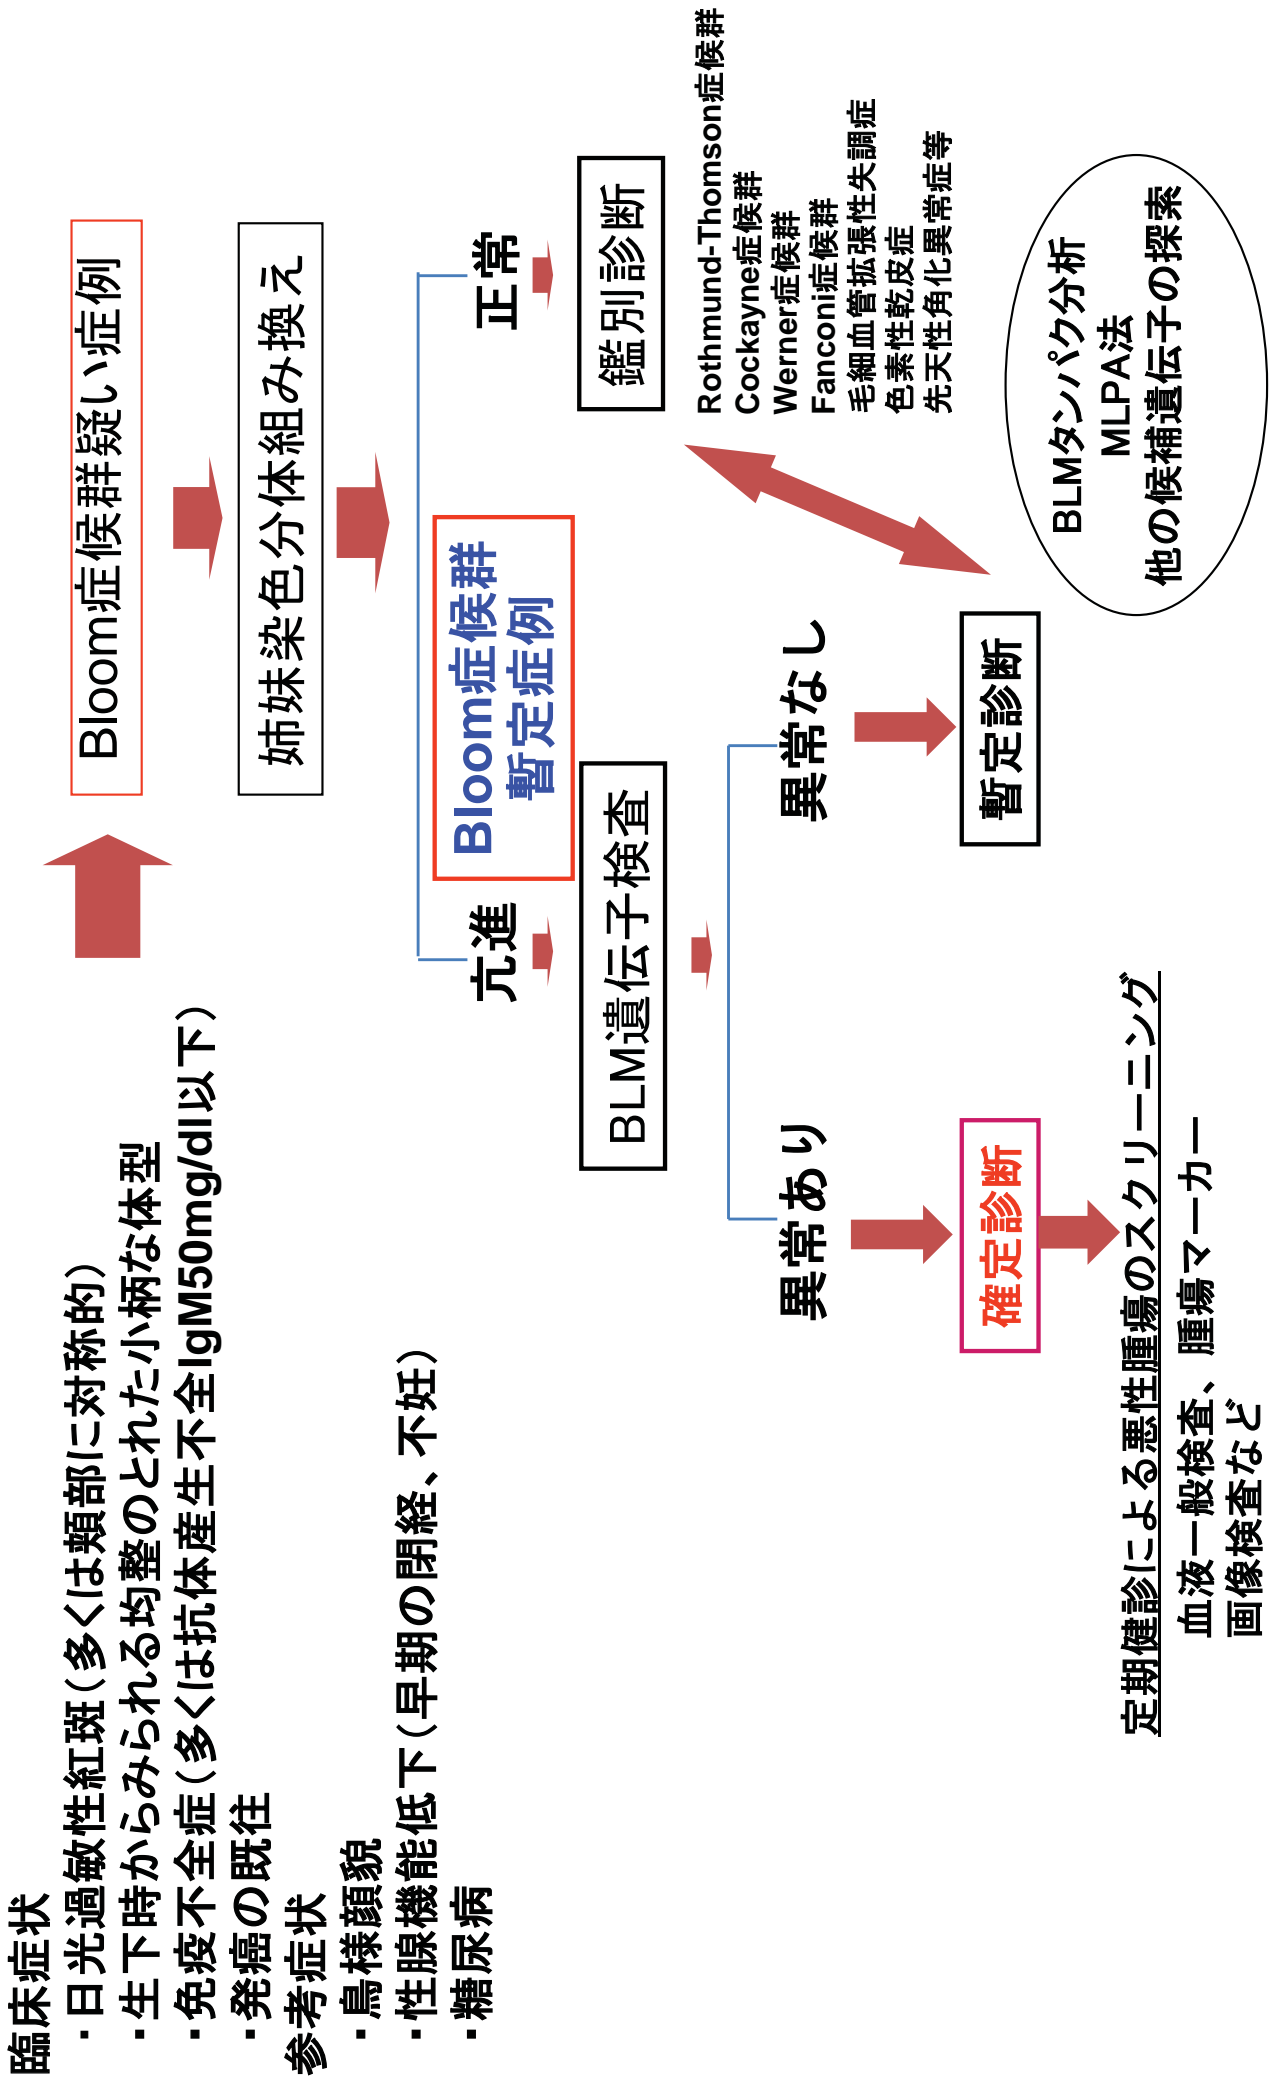 臨床症状
・日光過敏性紅斑（多くは頬部に対称的）
・生下時からみられる均整のとれた小柄な体型
・免疫不全症（多くは抗体産生不全IgM50mg/dl以下）
・発癌の既往
参考症状
・鳥様顔貌
・性腺機能低下（早期の閉経、不妊）
・糖尿病
Bloom症候群疑い症例
姉妹染色分体組み換え
亢進
Bloom症候群
暫定症例
正常
BLM遺伝子検査
鑑別診断
Rothmund-Thomson症候群
Cockayne症候群
Werner症候群
Fanconi症候群
毛細血管拡張性失調症
色素性乾皮症
先天性角化異常症等
異常あり
異常なし
確定診断
暫定診断
BLMタンパク分析
MLPA法
他の候補遺伝子の探索
定期健診による悪性腫瘍のスクリーニング
血液一般検査、腫瘍マーカー
画像検査など